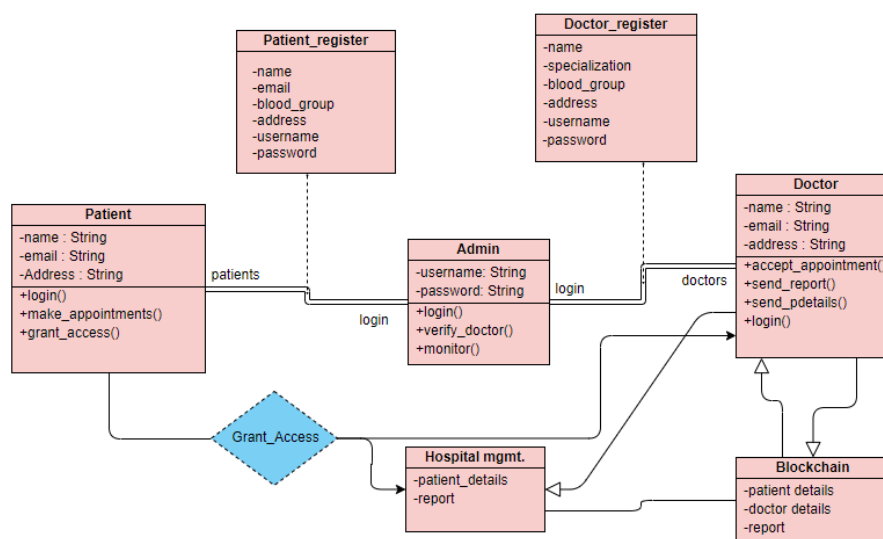 Patient_register
-name
-email
-blood_group
-address
-username
-password
Doctor_register
-name
-specialization
-blood_group
-address
-username
-password
Patient
-name : String
-email : String
-Address : String
+login()
+make_appointments()
+grant_access()
patients
login
Admin
-username: String
-password: String
+login()
+verify_doctor()
+monitor()
login
doctors
Doctor
-name : String
-email : String
-address : String
+accept_appointment()
+send_report()
+send_pdetails()
+login()
Grant_Access
Hospital mgmt.
-patient_details
-report
Blockchain
-patient details
-doctor details
-report